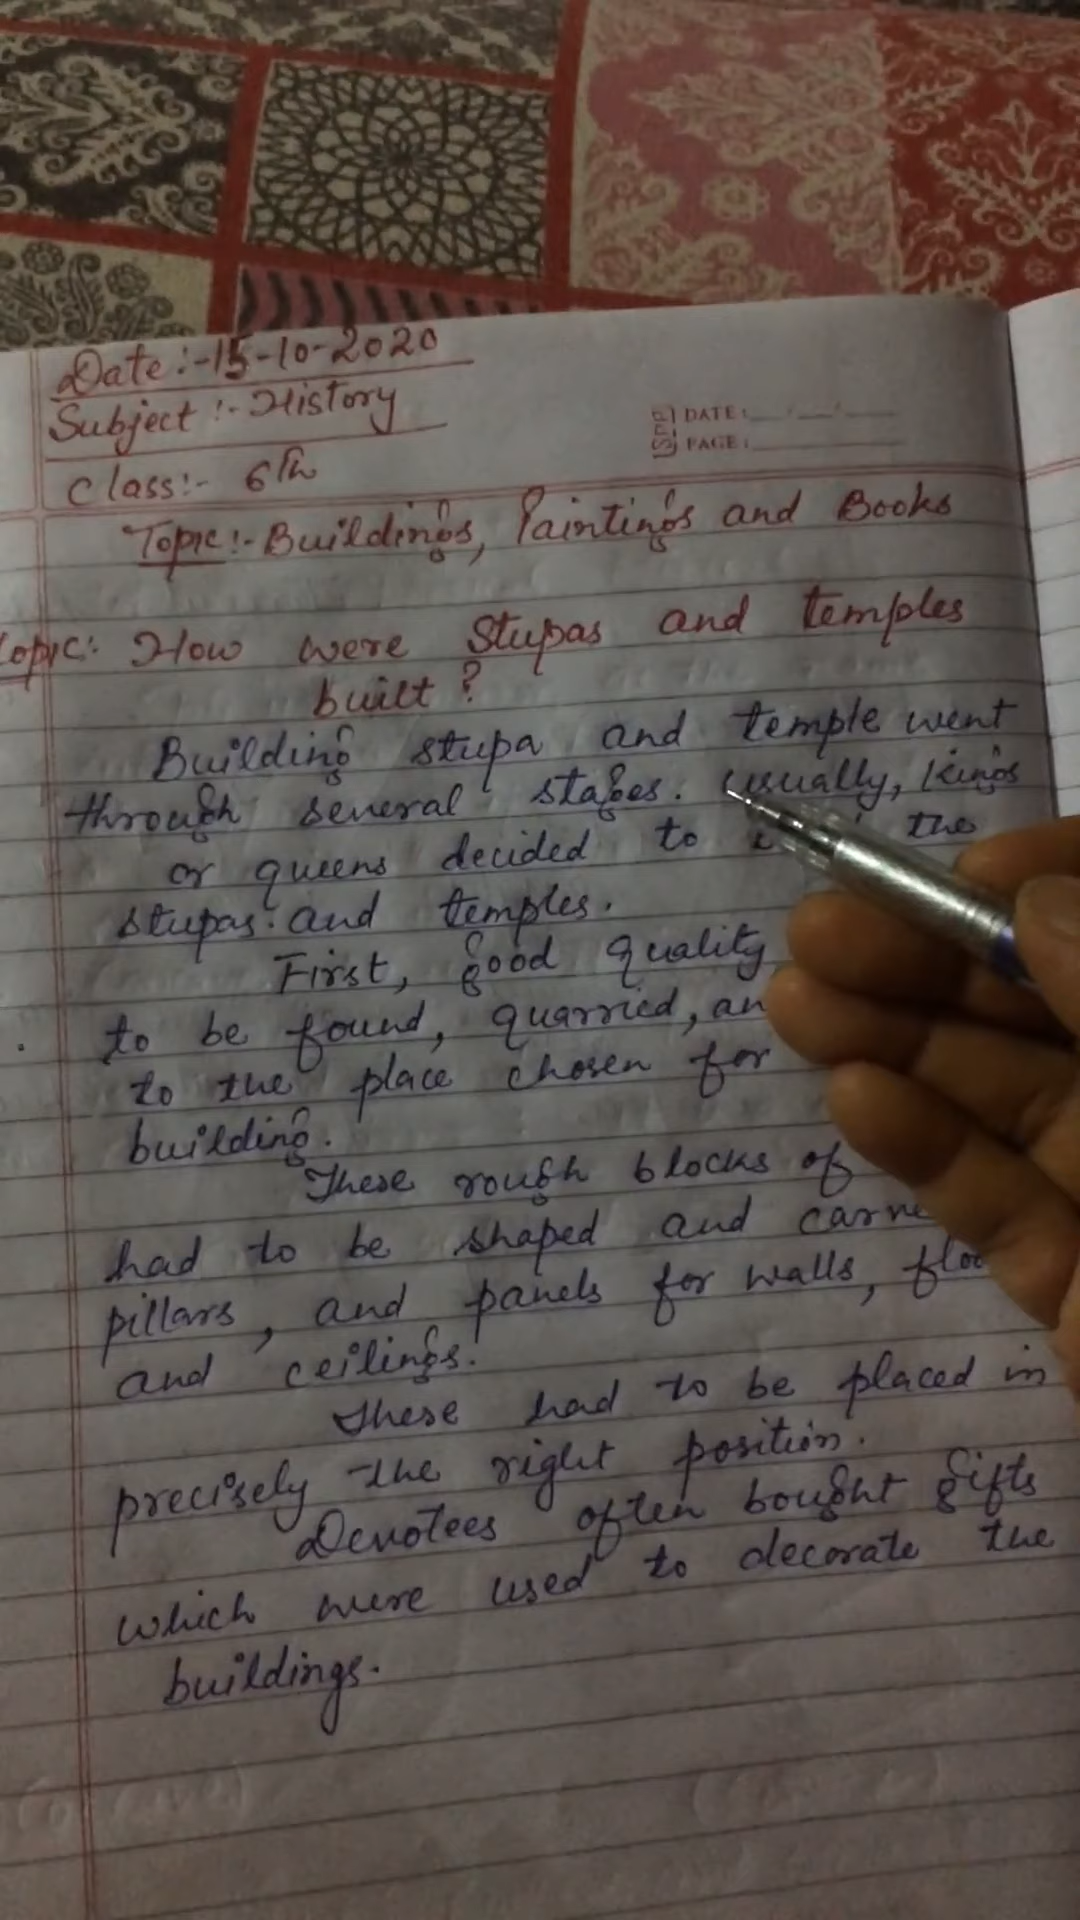 Date:-15-10-2020
Subject:- History
DATE:
PAGE:
Class:- 6th
Topic:- Buildings, Paintings and Books
Topic: How were Stupas and temples
built?
Building stupa and temple went
through several stages. usually, kings
or queens decided to the
stupas and temples.
First, good quality
to be found, quarried,
to the place chosen for
building.
These rough blocks of
had to be shaped and
pillars, and panels for walls,
and ceilings.
These had to be placed in
precisely the right position.
Devotees often bought gifts
which were used to decorate the
buildings.